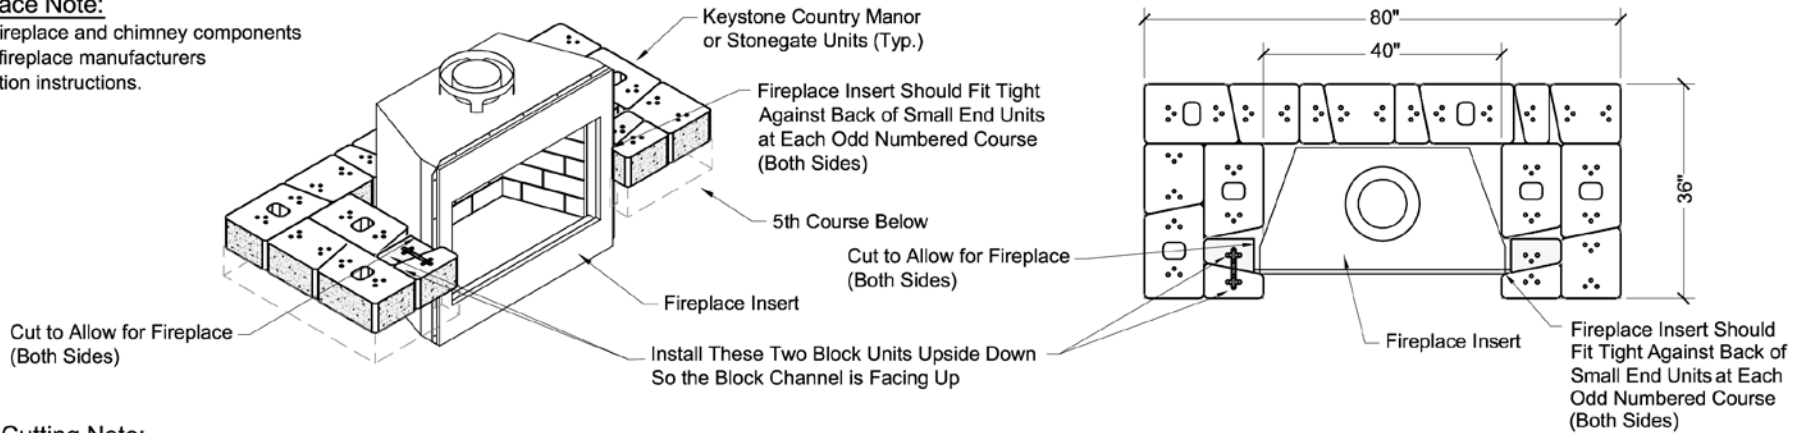 ace Note:
ireplace and chimney components
fireplace manufacturers
tion instructions.
Keystone Country Manor
or Stonegate Units (Typ.)
Fireplace Insert Should Fit Tight
Against Back of Small End Units
at Each Odd Numbered Course
(Both Sides)
5th Course Below
Fireplace Insert
Cut to Allow for Fireplace
(Both Sides)
Install These Two Block Units Upside Down
So the Block Channel is Facing Up
80"
40"
36"
Cut to Allow for Fireplace
(Both Sides)
Fireplace Insert
Fireplace Insert Should
Fit Tight Against Back of
Small End Units at Each
Odd Numbered Course
(Both Sides)
Cutting Note: